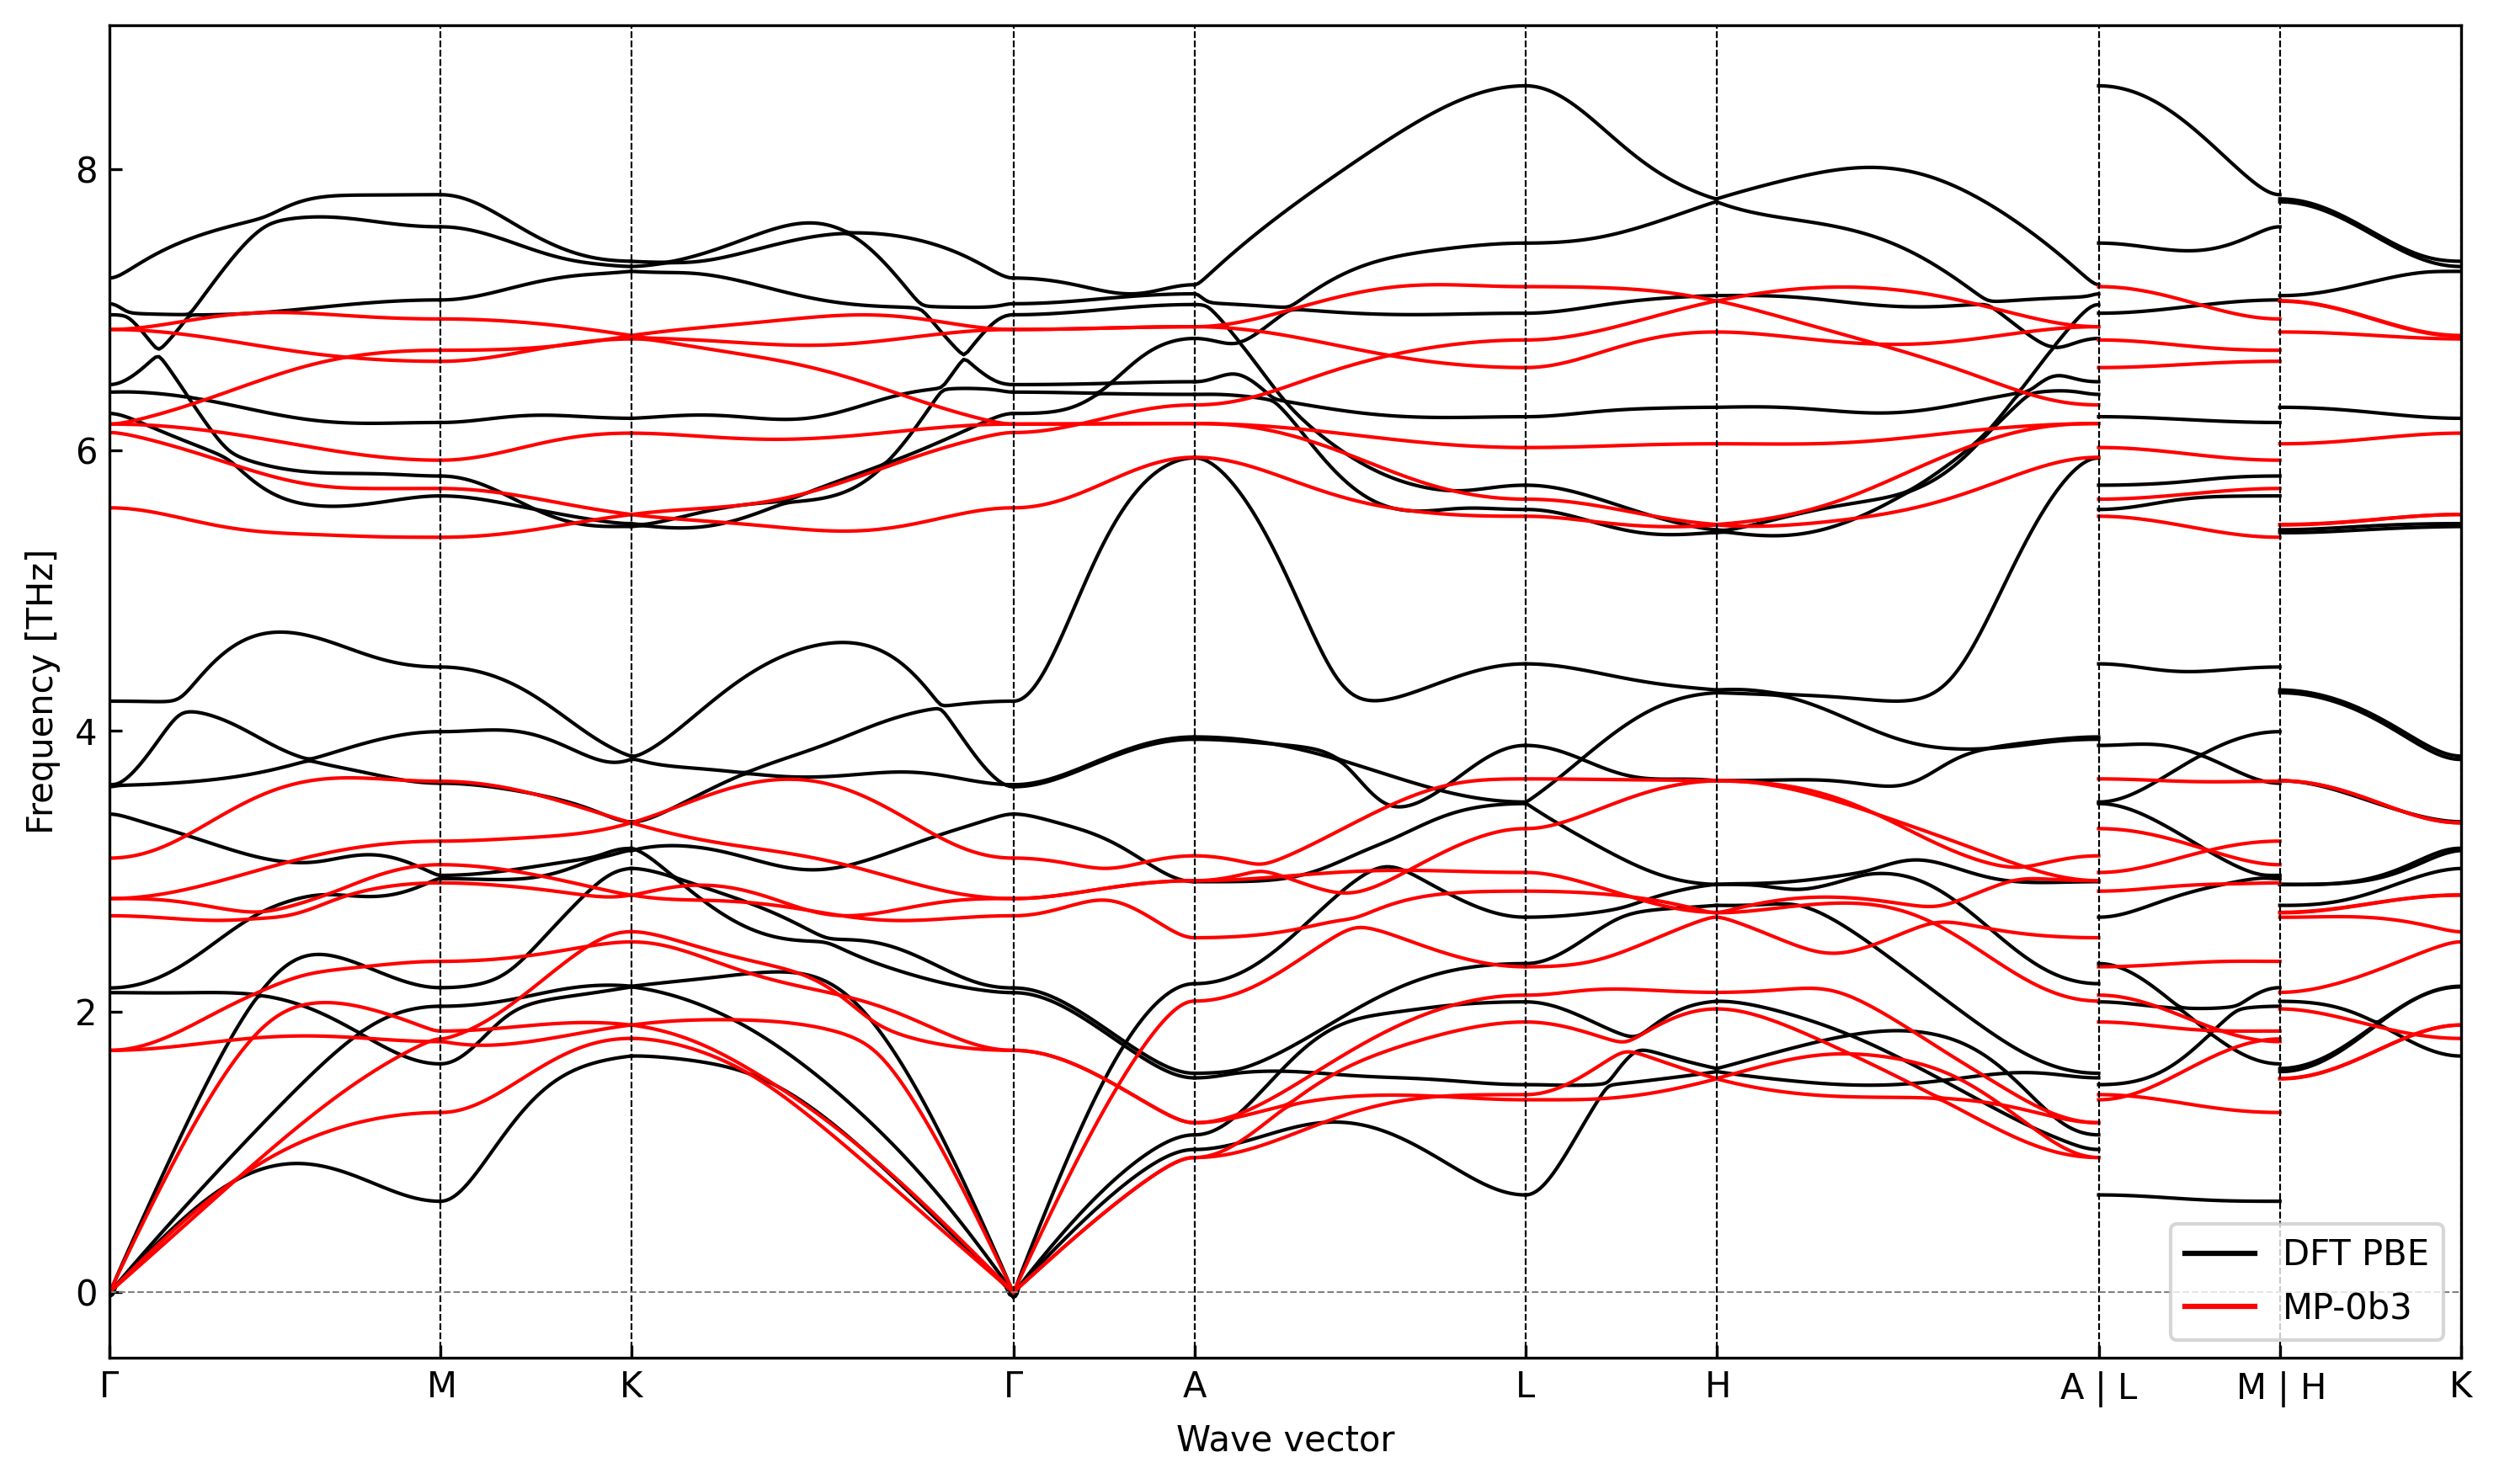 8
6
4
2
0
Frequency [THz]
DFT PBE
MP-0b3
Γ M K Γ A L H A | L M | H K
Wave vector